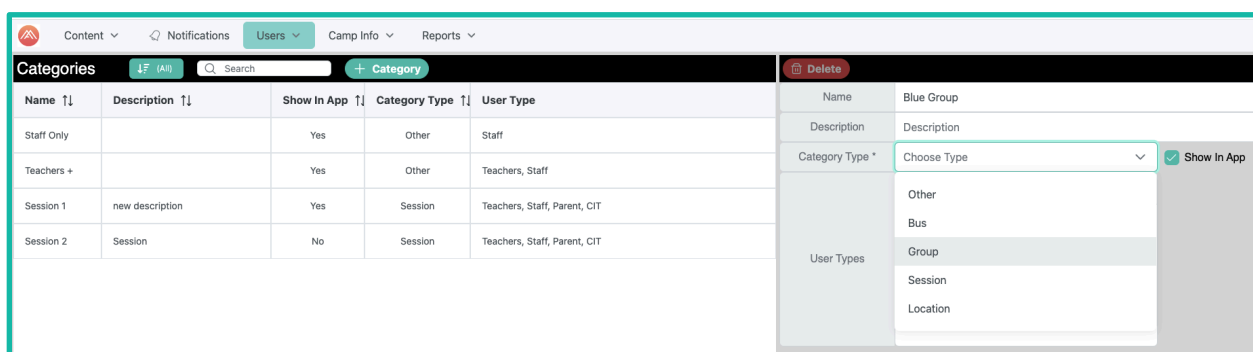 Content Notifications Users Camp Info Reports
Categories (All) Search + Category Delete
Name Description Show In App Category Type User Type
Staff Only Yes Other Staff
Teachers + Yes Other Teachers, Staff
Session 1 new description Yes Session Teachers, Staff, Parent, CIT
Session 2 Session No Session Teachers, Staff, Parent, CIT
Name Blue Group
Description Description
Category Type * Choose Type Show In App
Other
Bus
User Types Group
Session
Location